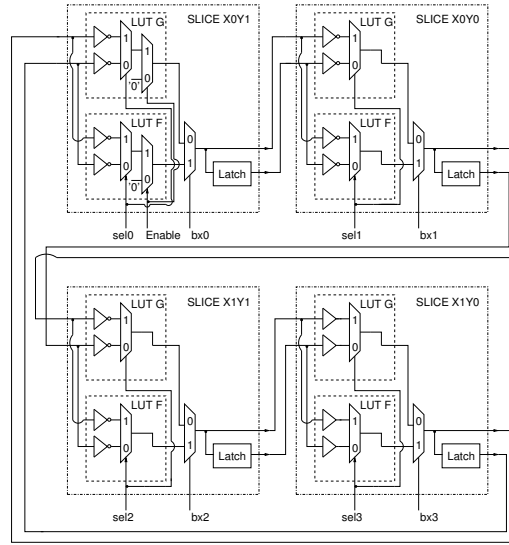 LUT G SLICE X0Y1 LUT G SLICE X0Y0
1 1 1
0 '0' 0 0
LUT F LUT F
1 1 0 1 0
0 '0' 0 1 Latch 0 1 Latch
sel0 Enable bx0 sel1 bx1
LUT G SLICE X1Y1 LUT G SLICE X1Y0
1 1
0 0
LUT F LUT F
1 0 1 0
0 1 Latch 0 1 Latch
sel2 bx2 sel3 bx3